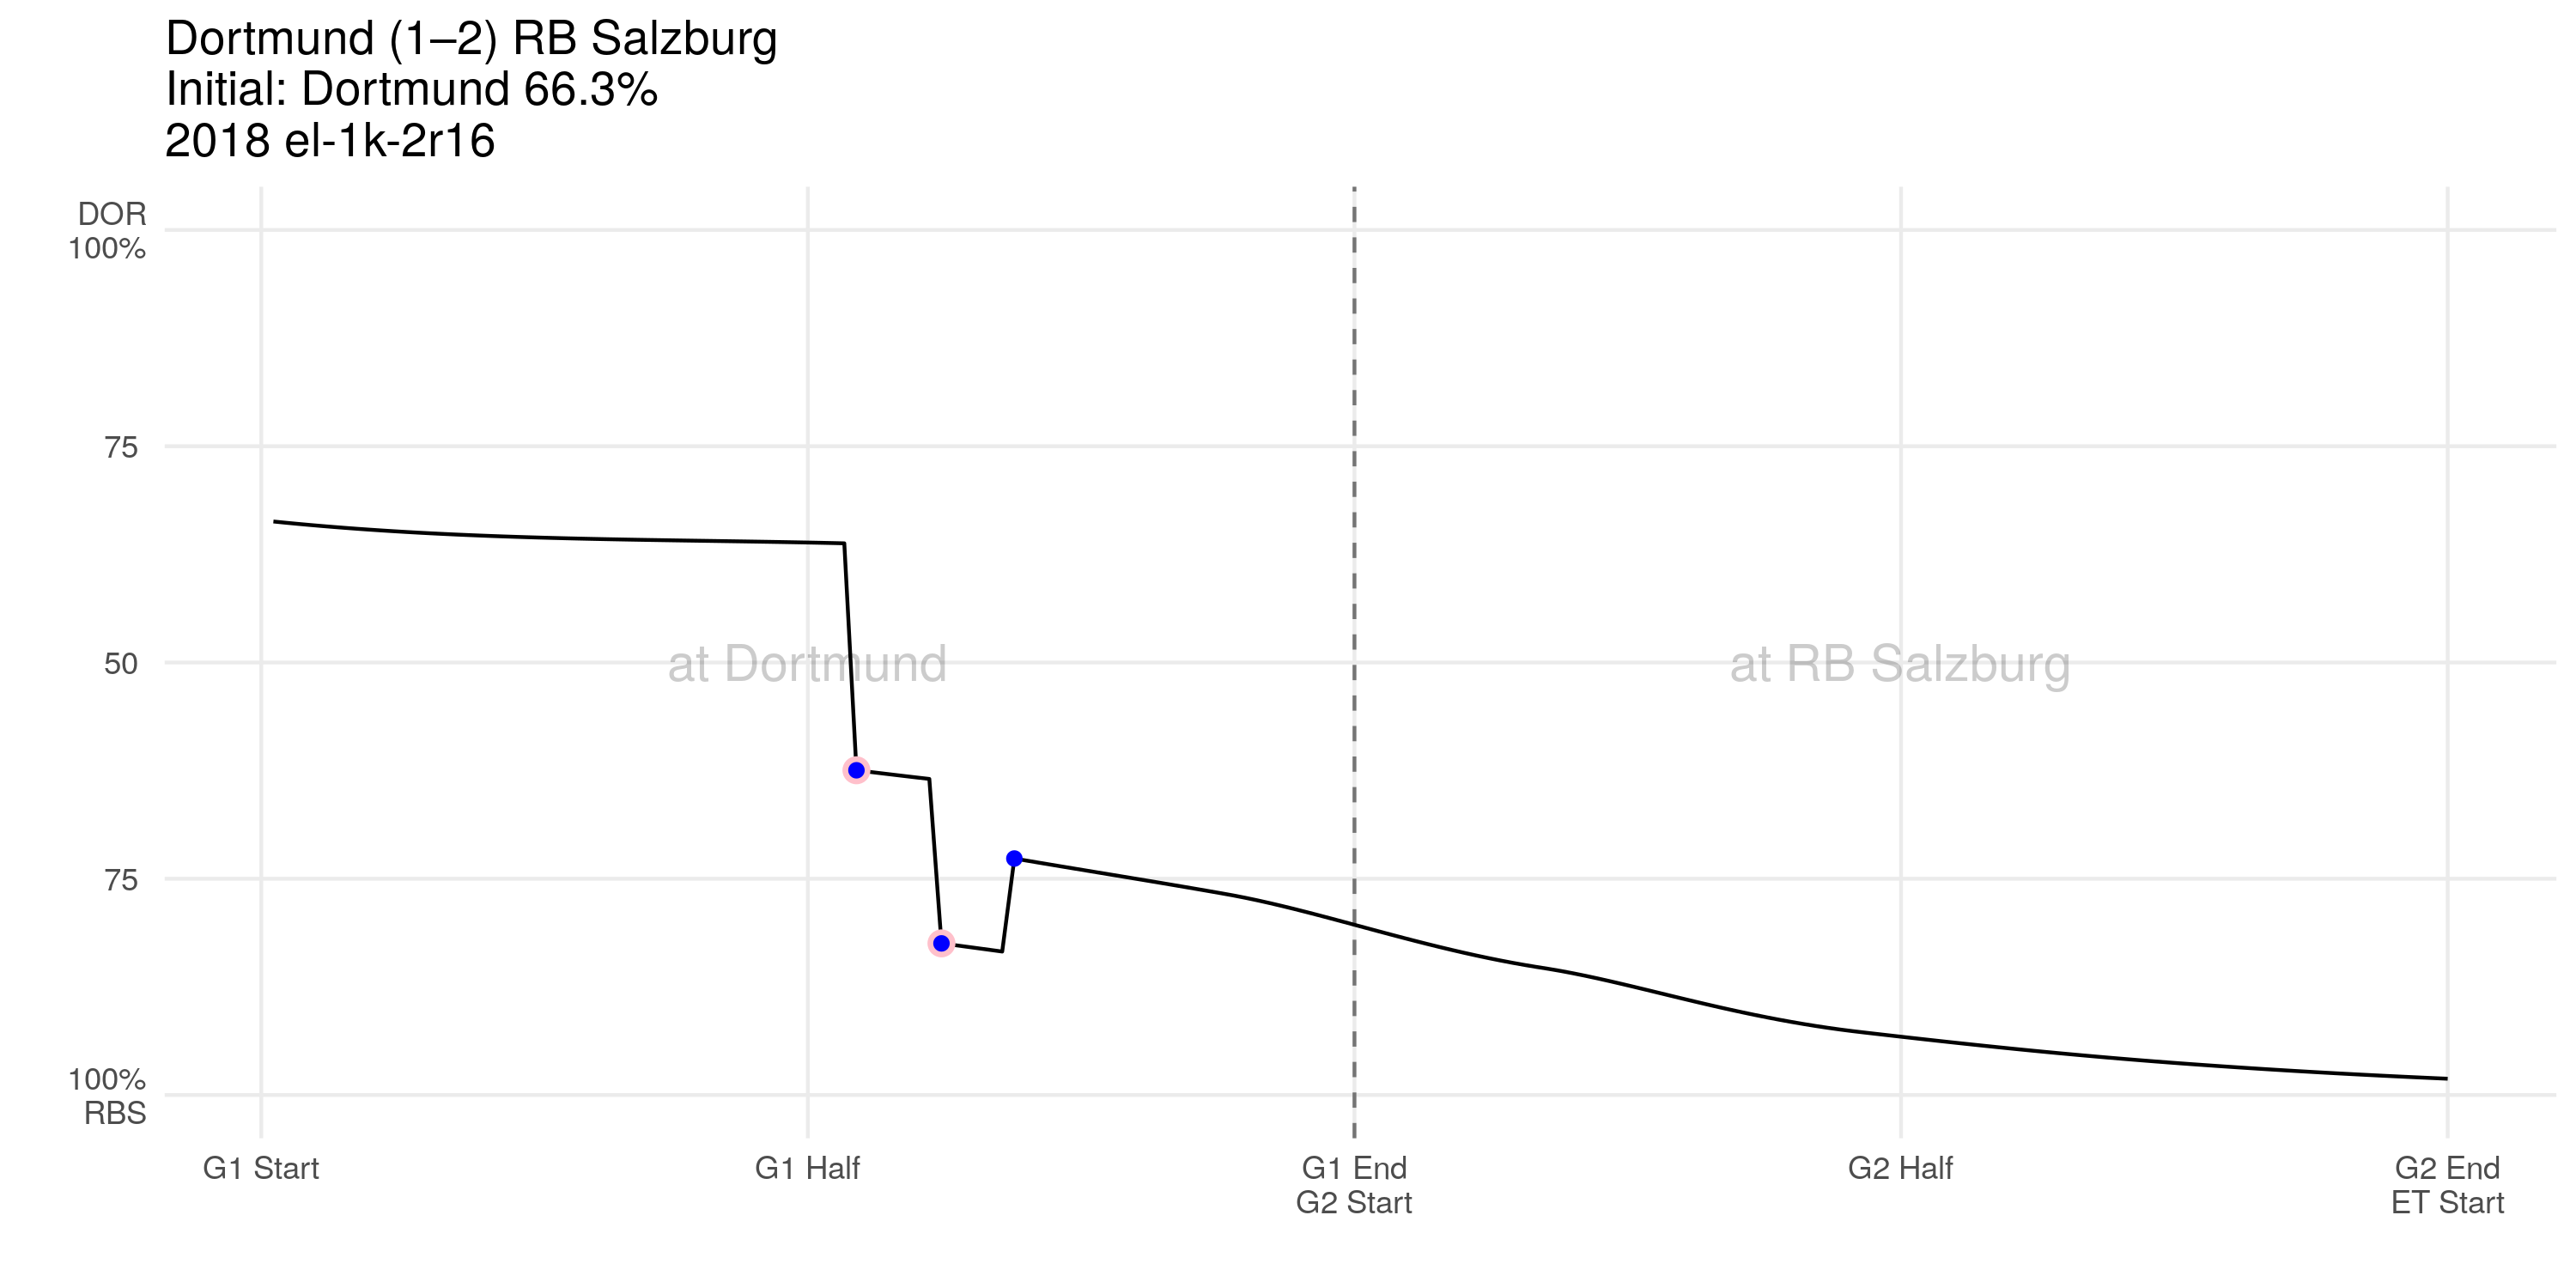 Dortmund (1–2) RB Salzburg
Initial: Dortmund 66.3%
2018 el-1k-2r16
DOR
100%
75
50
75
100%
RBS
at Dortmund
at RB Salzburg
G1 Start
G1 Half
G1 End
G2 Start
G2 Half
G2 End
ET Start